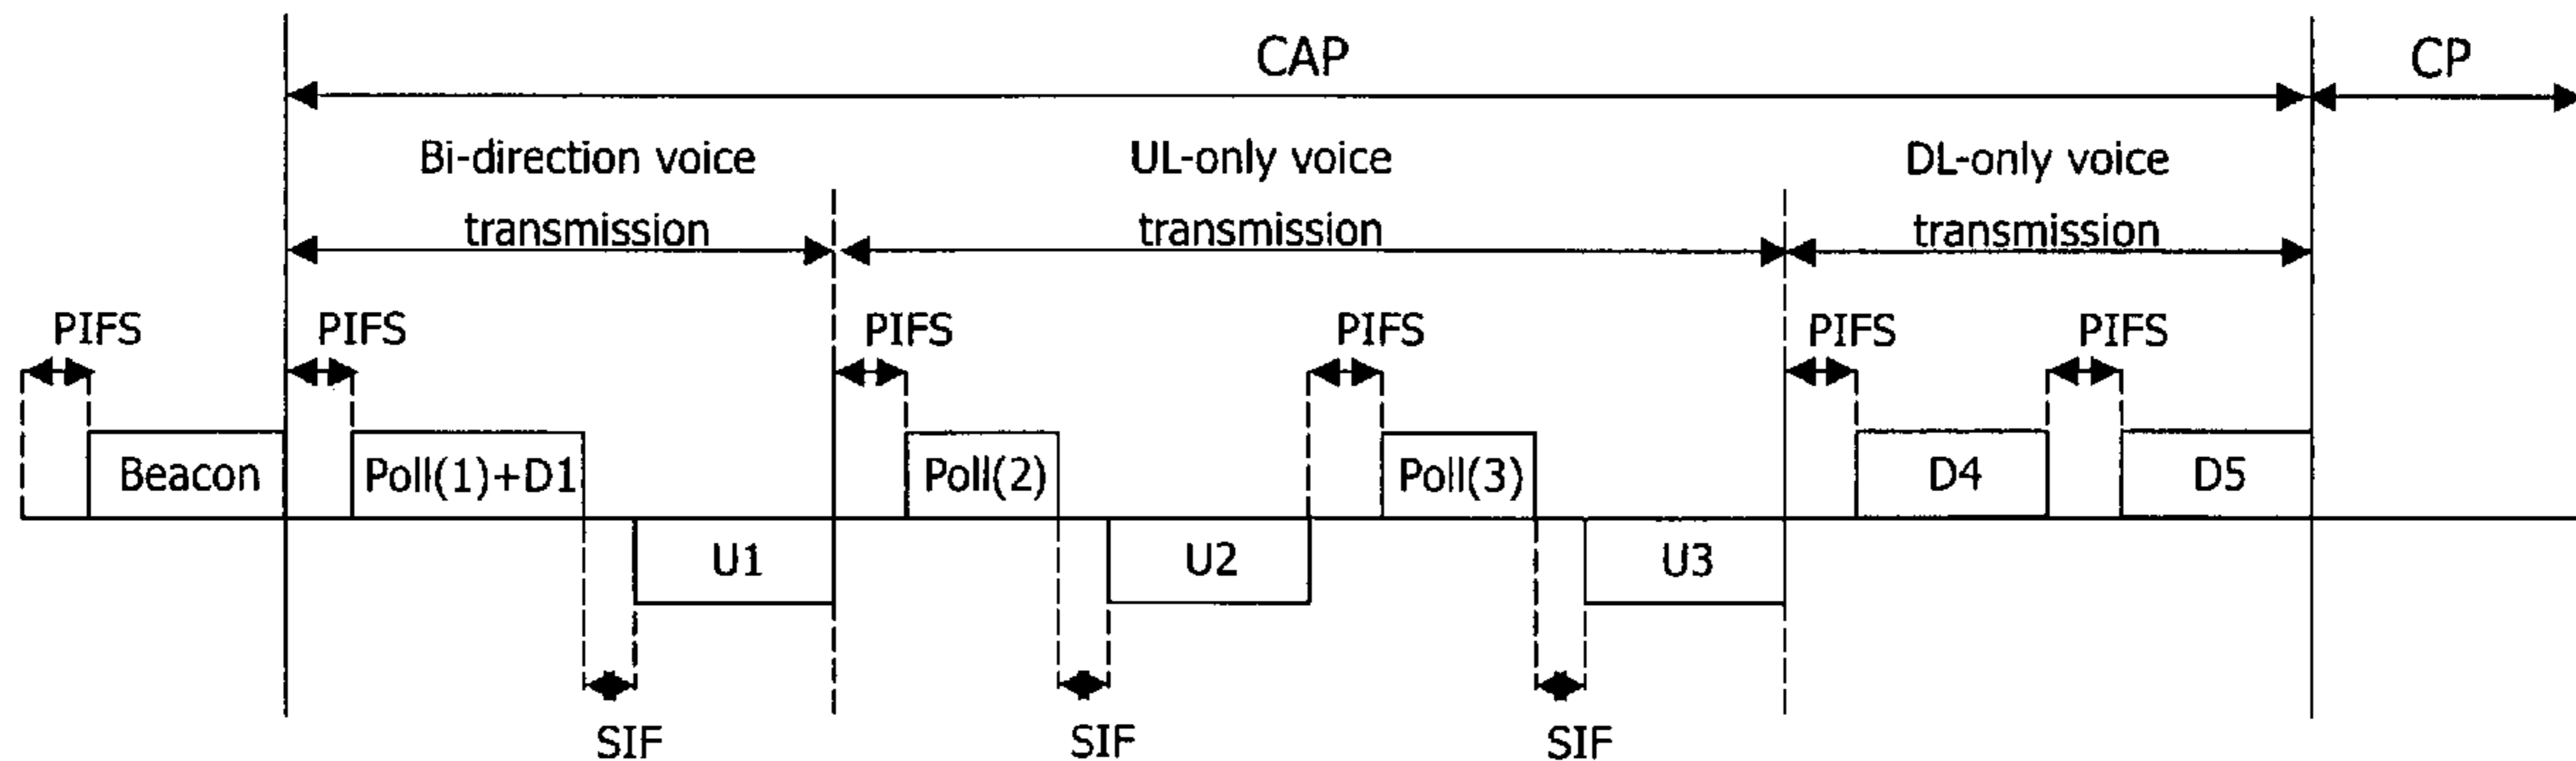 CAP
CP
Bi-direction voice
transmission
UL-only voice
transmission
DL-only voice
transmission
PIFS
PIFS
PIFS
PIFS
PIFS
PIFS
Beacon
Poll(1)+D1
Poll(2)
Poll(3)
D4
D5
U1
U2
U3
SIF
SIF
SIF